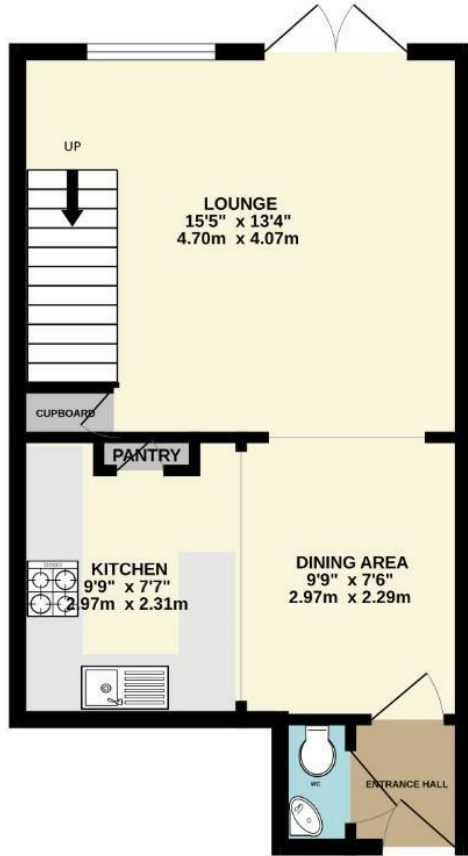 UP
LOUNGE
15'5" x 13'4"
4.70m x 4.07m
CUPBOARD
PANTRY
KITCHEN
9'9" x 7'7"
2.97m x 2.31m
DINING AREA
9'9" x 7'6"
2.97m x 2.29m
WC
ENTRANCE HALL